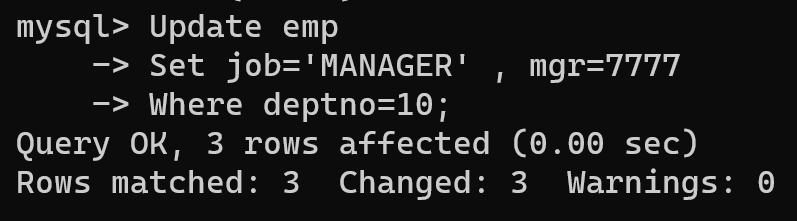 mysql> Update emp
    -> Set job='MANAGER' , mgr=7777
    -> Where deptno=10;
Query OK, 3 rows affected (0.00 sec)
Rows matched: 3  Changed: 3  Warnings: 0